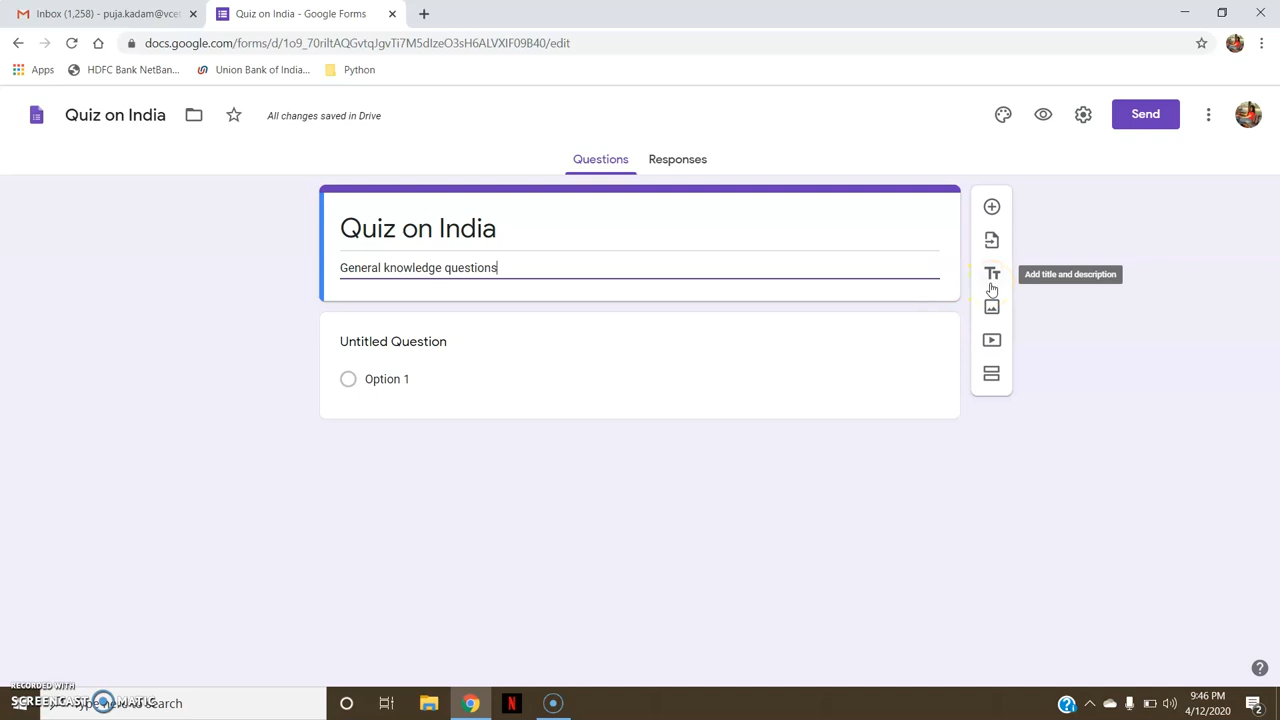 Inbox (1,258) - puja.kadam@vce
Quiz on India - Google Forms
docs.google.com/forms/d/1o9_70riltAQGvtqJgvTi7M5dIzeO3sH6ALVXIF09B40/edit
Apps
HDFC Bank NetBan...
Union Bank of India...
Python
Quiz on India
All changes saved in Drive
Send
Questions
Responses
Quiz on India
General knowledge questions
Add title and description
Untitled Question
Option 1
RECORDED WITH
SCREENCAST MATIC
search
9:46 PM
4/12/2020
2